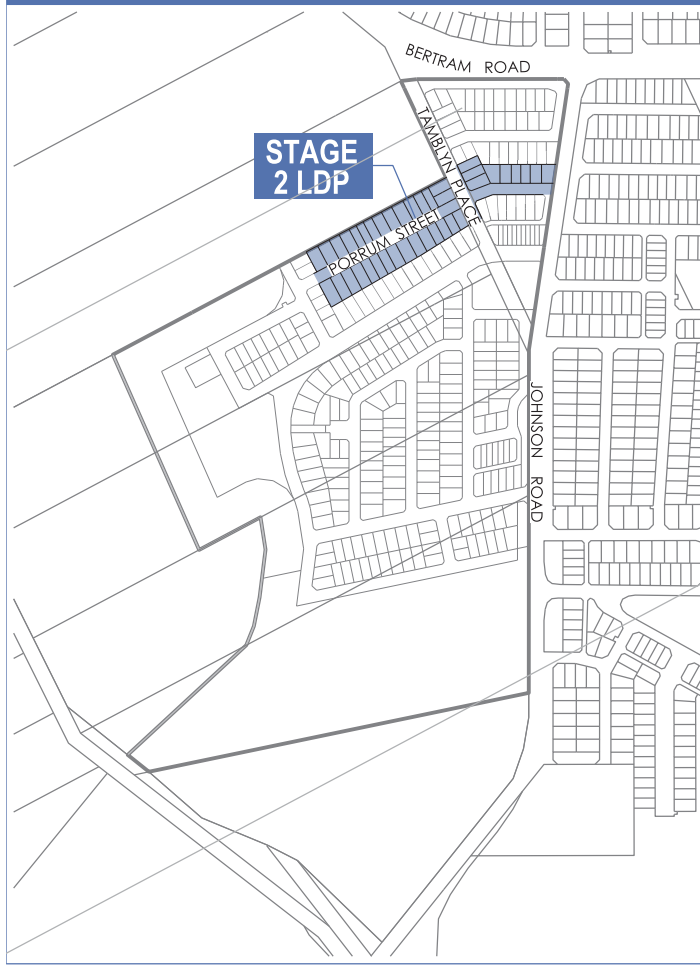 BERTRAM ROAD
TAMBLYN PLACE
STAGE
2 LDP
PORRUM STREET
JOHNSON ROAD